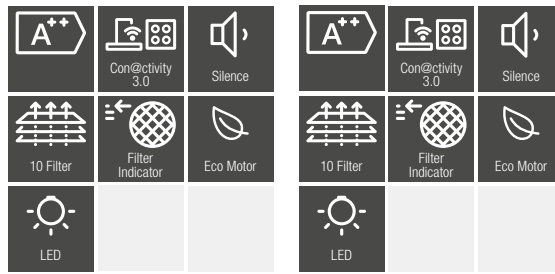 A++
Con@ctivity
3.0
Silence
10 Filter
Filter
Indicator
Eco Motor
LED
A++
Con@ctivity
3.0
Silence
10 Filter
Filter
Indicator
Eco Motor
LED